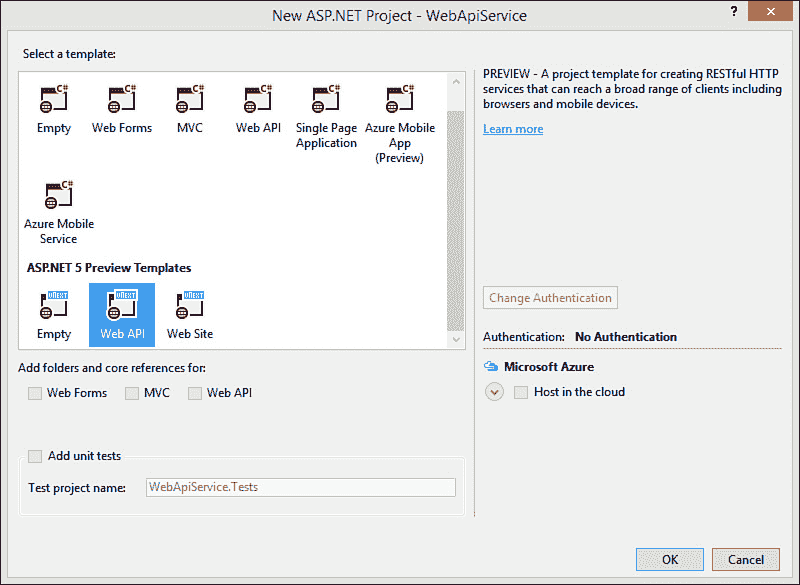 New ASP.NET Project - WebApiService
?
Select a template:
C# C# C# C# C# C#
Empty Web Forms MVC Web API Single Page Application Azure Mobile App (Preview)
C#
Azure Mobile Service
ASP.NET 5 Preview Templates
Empty Web API Web Site
Add folders and core references for:
Web Forms MVC Web API
Add unit tests
Test project name: WebApiService.Tests
PREVIEW - A project template for creating RESTful HTTP
services that can reach a broad range of clients including
browsers and mobile devices.
Learn more
Change Authentication
Authentication: No Authentication
Microsoft Azure
Host in the cloud
OK Cancel